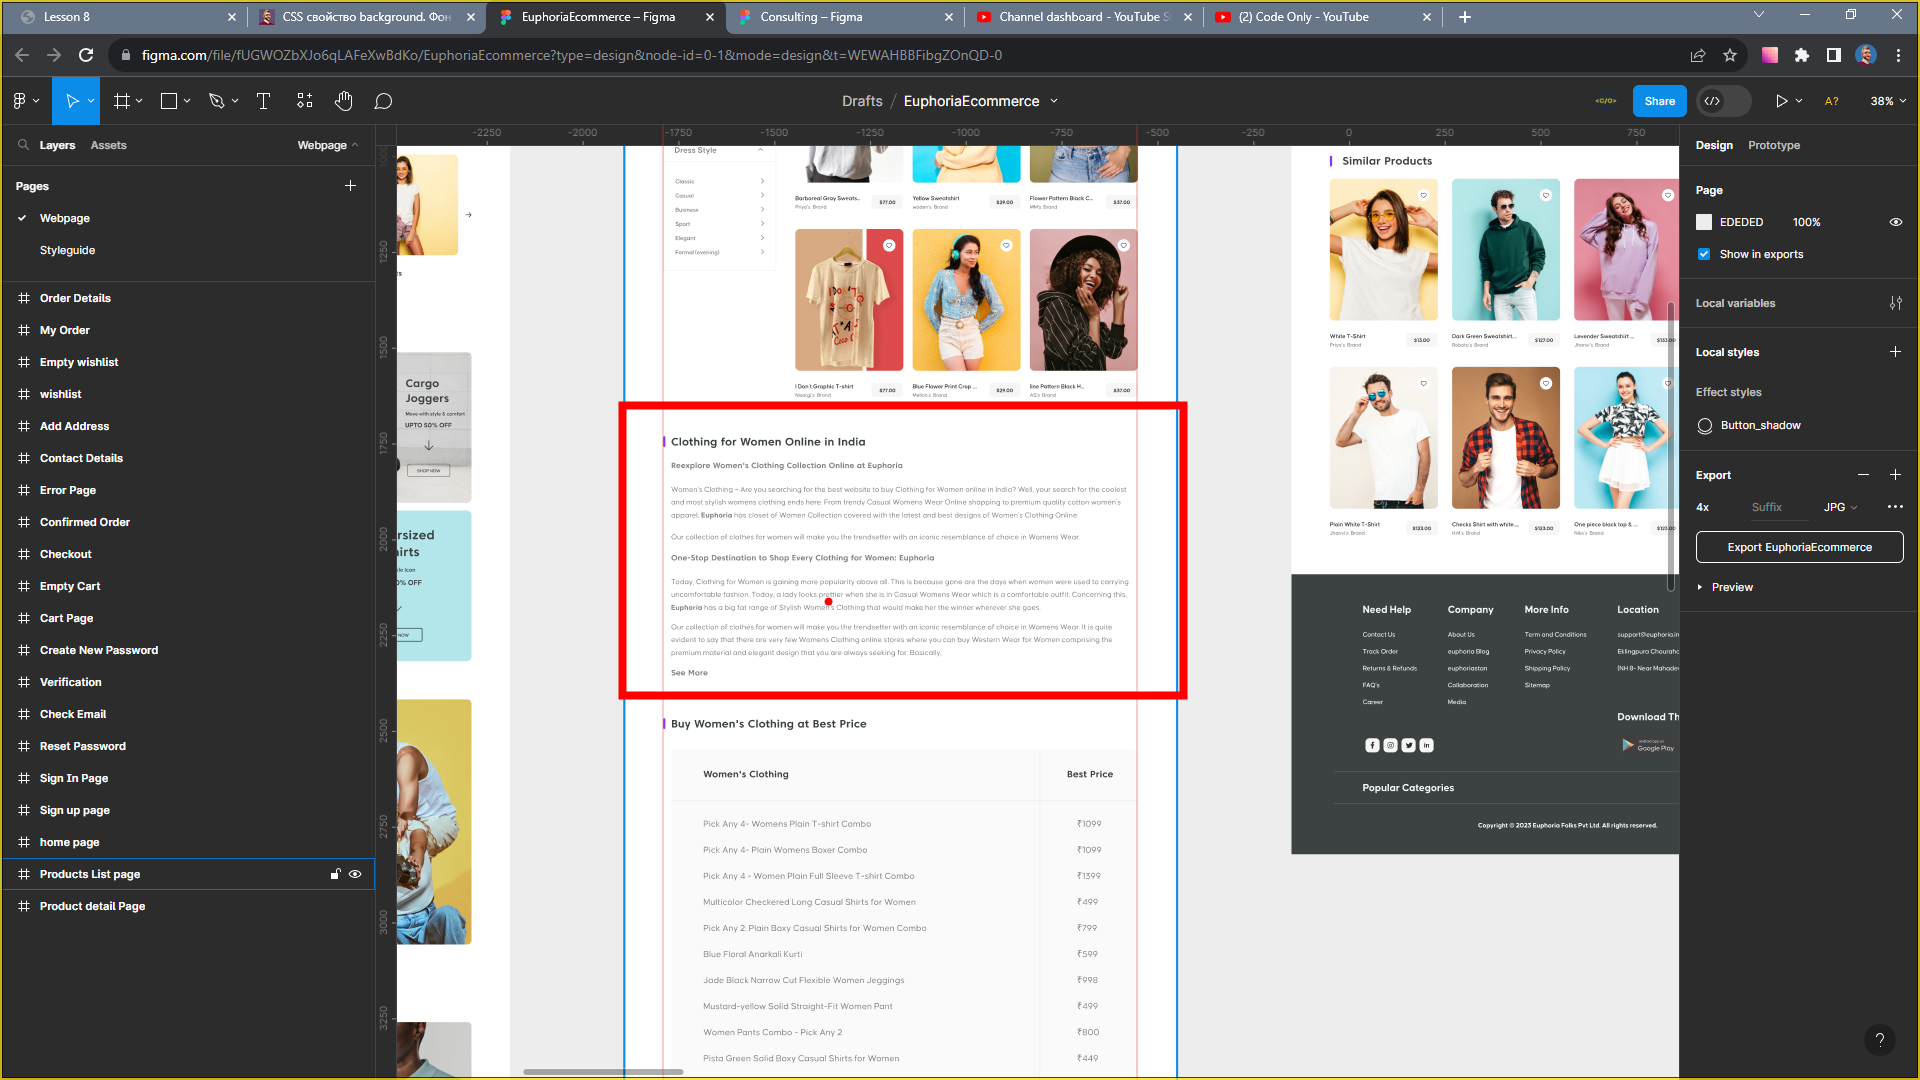 Lesson 8
CSS свойство background. Фон
EuphoriaEcommerce – Figma
Consulting – Figma
Channel dashboard - YouTube S
(2) Code Only - YouTube
figma.com/file/fUGWOZbXJo6qLAFeXwBdKo/EuphoriaEcommerce?type=design&node-id=0-1&mode=design&t=WEWAHBBFibgZOnQD-0
Drafts / EuphoriaEcommerce
Share
A?
38%
Layers
Assets
Webpage
Pages
Webpage
Styleguide
Order Details
My Order
Empty wishlist
wishlist
Add Address
Contact Details
Error Page
Confirmed Order
Checkout
Empty Cart
Cart Page
Create New Password
Verification
Check Email
Reset Password
Sign In Page
Sign up page
home page
Products List page
Product detail Page
-2250
-2000
-1750
-1500
-1250
-1000
-750
-500
-250
0
250
500
750
1250
1500
1750
2000
2250
2500
2750
3000
3250
Cargo
Joggers
Move with style & comfort
UPTO 50% OFF
SHOP NOW
Dress Style
Classic
Casual
Business
Sport
Elegant
Formal (evening)
Barboreal Gray Sweats..
Priya's Brand
$77.00
Yellow Sweatshirt
$29.00
Flower Pattern Black C..
MM's Brand
$37.00
I Don't Graphic T-shirt
$77.00
Blue Flower Print Crop ...
$29.00
line Pattern Black H...
AS's Brand
$37.00
Clothing for Women Online in India
Reexplore Women's Clothing Collection Online at Euphoria
Women's Clothing – Are you searching for the best website to buy Clothing for Women online in India? Well, your search for the coolest
and most stylish womens clothing ends here. From trendy Casual Womens Wear Online shopping to premium quality cotton women's
apparel, Euphoria has closet of Women Collection covered with the latest and best designs of Women's Clothing Online.
Our collection of clothes for women will make you the trendsetter with an iconic resemblance of choice in Womens Wear.
One-Stop Destination to Shop Every Clothing for Women: Euphoria
Today, Clothing for Women is gaining more popularity above all. This is because gone are the days when women were used to carrying
uncomfortable fashion. Today, a lady looks prettier when she is in Casual Womens Wear which is a comfortable outfit. Concerning this,
Euphoria has a big fat range of Stylish Women's Clothing that would make her the winner wherever she goes.
Our collection of clothes for women will make you the trendsetter with an iconic resemblance of choice in Womens Wear. It is quite
evident to say that there are very few Womens Clothing online stores where you can buy Western Wear for Women comprising the
premium material and elegant design that you are always seeking for. Basically,
See More
Buy Women's Clothing at Best Price
Women's Clothing
Best Price
Pick Any 4- Womens Plain T-shirt Combo
₹1099
Pick Any 4- Plain Womens Boxer Combo
₹1099
Pick Any 4 - Women Plain Full Sleeve T-shirt Combo
₹1399
Multicolor Checkered Long Casual Shirts for Women
₹499
Pick Any 2: Plain Boxy Casual Shirts for Women Combo
₹799
Blue Floral Anarkali Kurti
₹599
Jade Black Narrow Cut Flexible Women Jeggings
₹998
Mustard-yellow Solid Straight-Fit Women Pant
₹499
Women Pants Combo - Pick Any 2
₹800
Pista Green Solid Boxy Casual Shirts for Women
₹449
Similar Products
White T-Shirt
Priya's Brand
$13.00
Dark Green Sweatshirt...
Roboto's Brand
$127.00
Levender Sweatshirt ...
Jhanvi's Brand
Plain White T-Shirt
Jhanvi's Brand
$123.00
Checks Shirt with white...
HM's Brand
$123.00
One piece black top & ...
Nike's Brand
Need Help
Contact Us
Track Order
Returns & Refunds
FAQ's
Career
Company
About Us
euphoria Blog
euphoriastan
Collaboration
Media
More Info
Term and Conditions
Privacy Policy
Shipping Policy
Sitemap
Location
support@euphoria.in
Eklingpura Chouraha
(NH 8- Near Mahadev
Download Th
Google Play
Popular Categories
Copyright © 2023 Euphoria Folks Pvt Ltd. All rights reserved.
Design
Prototype
Page
EDEDED
100%
Show in exports
Local variables
Local styles
Effect styles
Button_shadow
Export
4x
Suffix
JPG
Export EuphoriaEcommerce
Preview
?